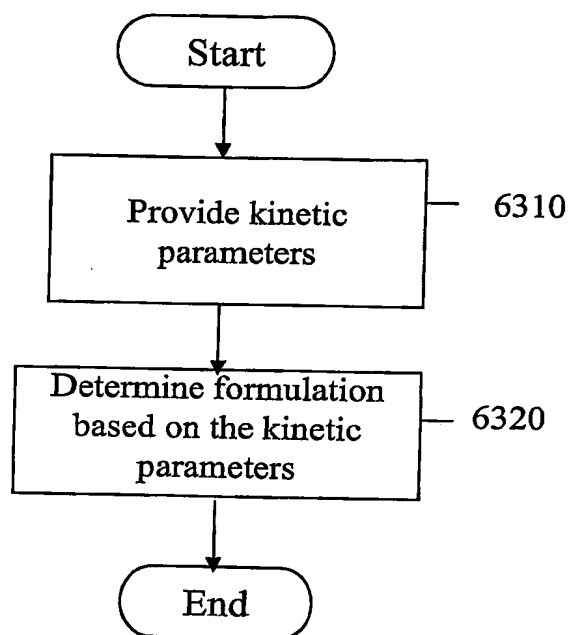 Start
Provide kinetic
parameters
6310
Determine formulation
based on the kinetic
parameters
6320
End